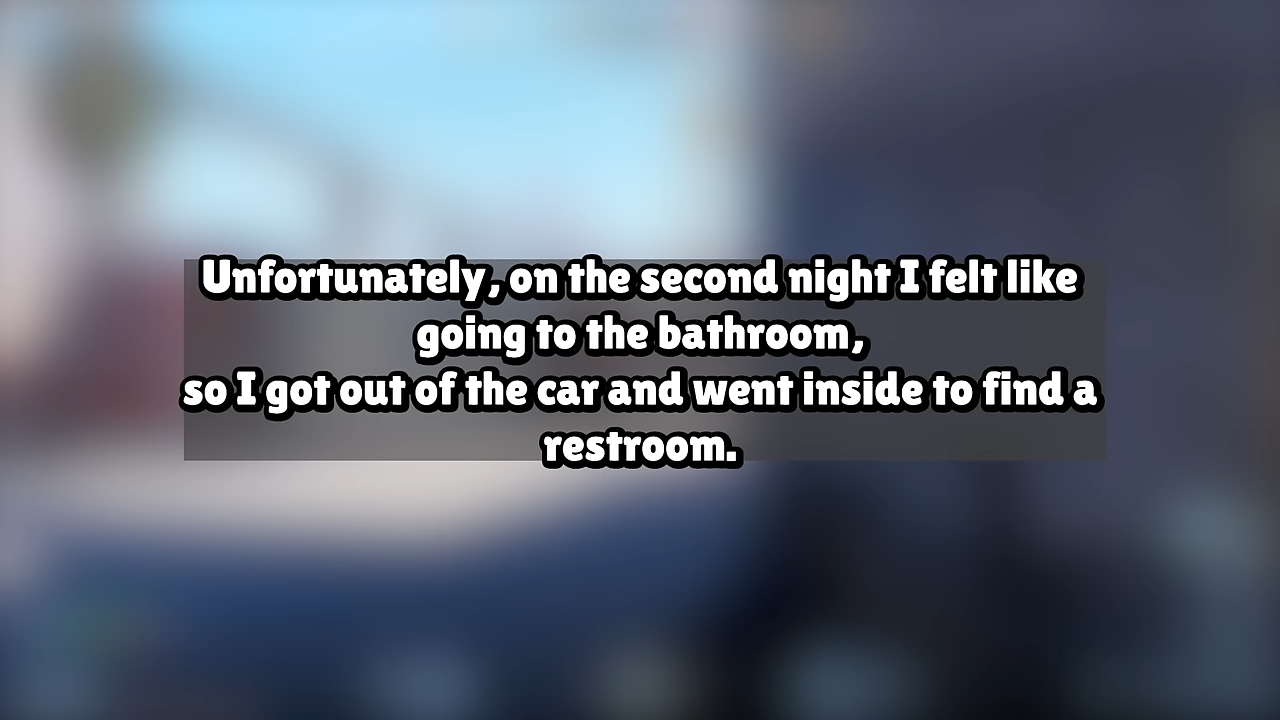 Unfortunately, on the second night I felt like
going to the bathroom,
so I got out of the car and went inside to find a
restroom.